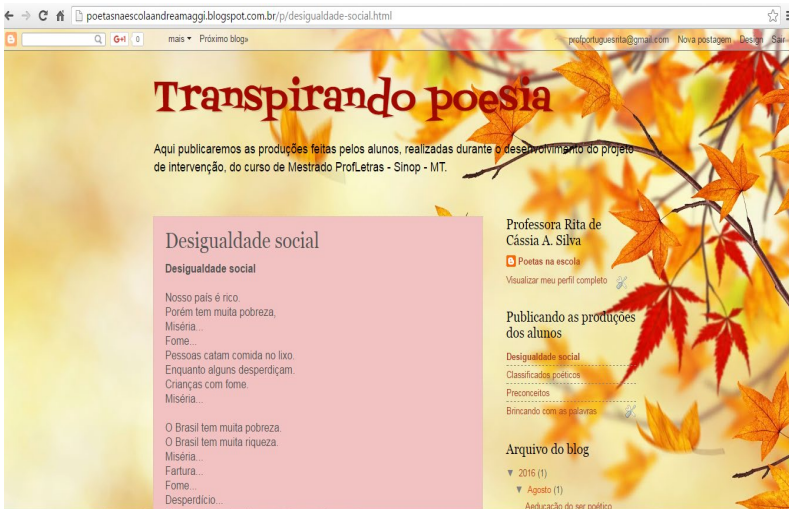 poetasnaescolaandreamaggi.blogspot.com.br/p/desigualdade-social.html
G+1 0 mais Próximo blog» profportuguesrita@gmail.com Nova postagem Design Sair
Transpirando poesia
Aqui publicaremos as produções feitas pelos alunos, realizadas durante o desenvolvimento do projeto
de intervenção, do curso de Mestrado ProfLetras - Sinop - MT.
Desigualdade social
Desigualdade social
Nosso país é rico.
Porém tem muita pobreza,
Miséria...
Fome...
Pessoas catam comida no lixo.
Enquanto alguns desperdiçam.
Crianças com fome.
Miséria...
O Brasil tem muita pobreza.
O Brasil tem muita riqueza.
Miséria...
Fartura...
Fome...
Desperdício...
Professora Rita de
Cássia A. Silva
Poetas na escola
Visualizar meu perfil completo
Publicando as produções
dos alunos
Desigualdade social
Classificados poéticos
Preconceitos
Brincando com as palavras
Arquivo do blog
▼ 2016 (1)
▼ Agosto (1)
Aeducação do ser poético